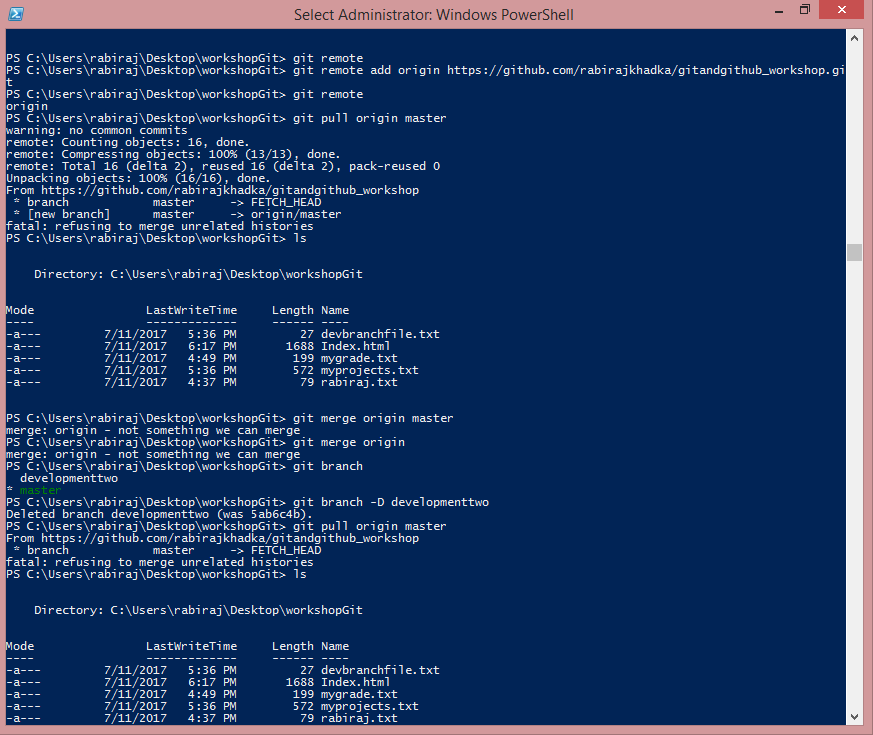 Select Administrator: Windows PowerShell
PS C:\Users\rabiraj\Desktop\workshopGit> git remote
PS C:\Users\rabiraj\Desktop\workshopGit> git remote add origin https://github.com/rabirajkhadka/gitandgithub_workshop.gi
t
PS C:\Users\rabiraj\Desktop\workshopGit> git remote
origin
PS C:\Users\rabiraj\Desktop\workshopGit> git pull origin master
warning: no common commits
remote: Counting objects: 16, done.
remote: Compressing objects: 100% (13/13), done.
remote: Total 16 (delta 2), reused 16 (delta 2), pack-reused 0
Unpacking objects: 100% (16/16), done.
From https://github.com/rabirajkhadka/gitandgithub_workshop
 * branch            master     -> FETCH_HEAD
 * [new branch]      master     -> origin/master
fatal: refusing to merge unrelated histories
PS C:\Users\rabiraj\Desktop\workshopGit> ls
    Directory: C:\Users\rabiraj\Desktop\workshopGit
Mode                LastWriteTime     Length Name
----                -------------     ------ ----
-a---         7/11/2017   5:36 PM         27 devbranchfile.txt
-a---         7/11/2017   6:17 PM       1688 Index.html
-a---         7/11/2017   4:49 PM        199 mygrade.txt
-a---         7/11/2017   5:36 PM        572 myprojects.txt
-a---         7/11/2017   4:37 PM         79 rabiraj.txt
PS C:\Users\rabiraj\Desktop\workshopGit> git merge origin master
merge: origin - not something we can merge
PS C:\Users\rabiraj\Desktop\workshopGit> git merge origin
merge: origin - not something we can merge
PS C:\Users\rabiraj\Desktop\workshopGit> git branch
  developmenttwo
* master
PS C:\Users\rabiraj\Desktop\workshopGit> git branch -D developmenttwo
Deleted branch developmenttwo (was 5ab6c4b).
PS C:\Users\rabiraj\Desktop\workshopGit> git pull origin master
From https://github.com/rabirajkhadka/gitandgithub_workshop
 * branch            master     -> FETCH_HEAD
fatal: refusing to merge unrelated histories
PS C:\Users\rabiraj\Desktop\workshopGit> ls
    Directory: C:\Users\rabiraj\Desktop\workshopGit
Mode                LastWriteTime     Length Name
----                -------------     ------ ----
-a---         7/11/2017   5:36 PM         27 devbranchfile.txt
-a---         7/11/2017   6:17 PM       1688 Index.html
-a---         7/11/2017   4:49 PM        199 mygrade.txt
-a---         7/11/2017   5:36 PM        572 myprojects.txt
-a---         7/11/2017   4:37 PM         79 rabiraj.txt